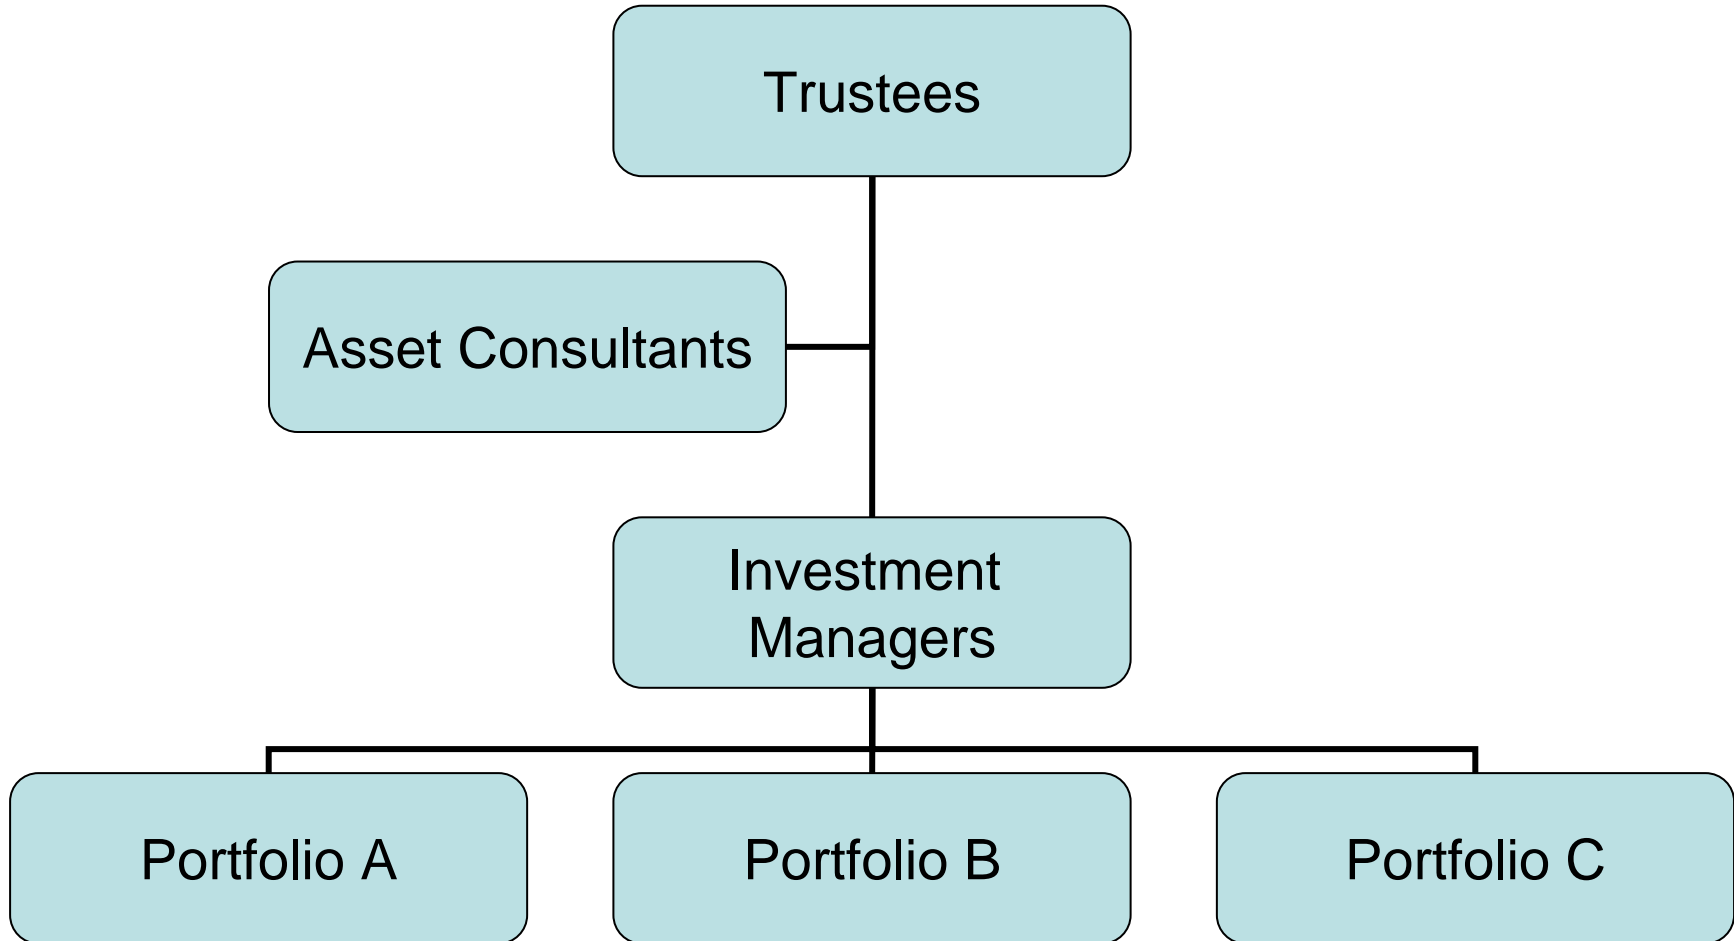 Trustees
Asset Consultants
Investment
Managers
Portfolio A
Portfolio B
Portfolio C